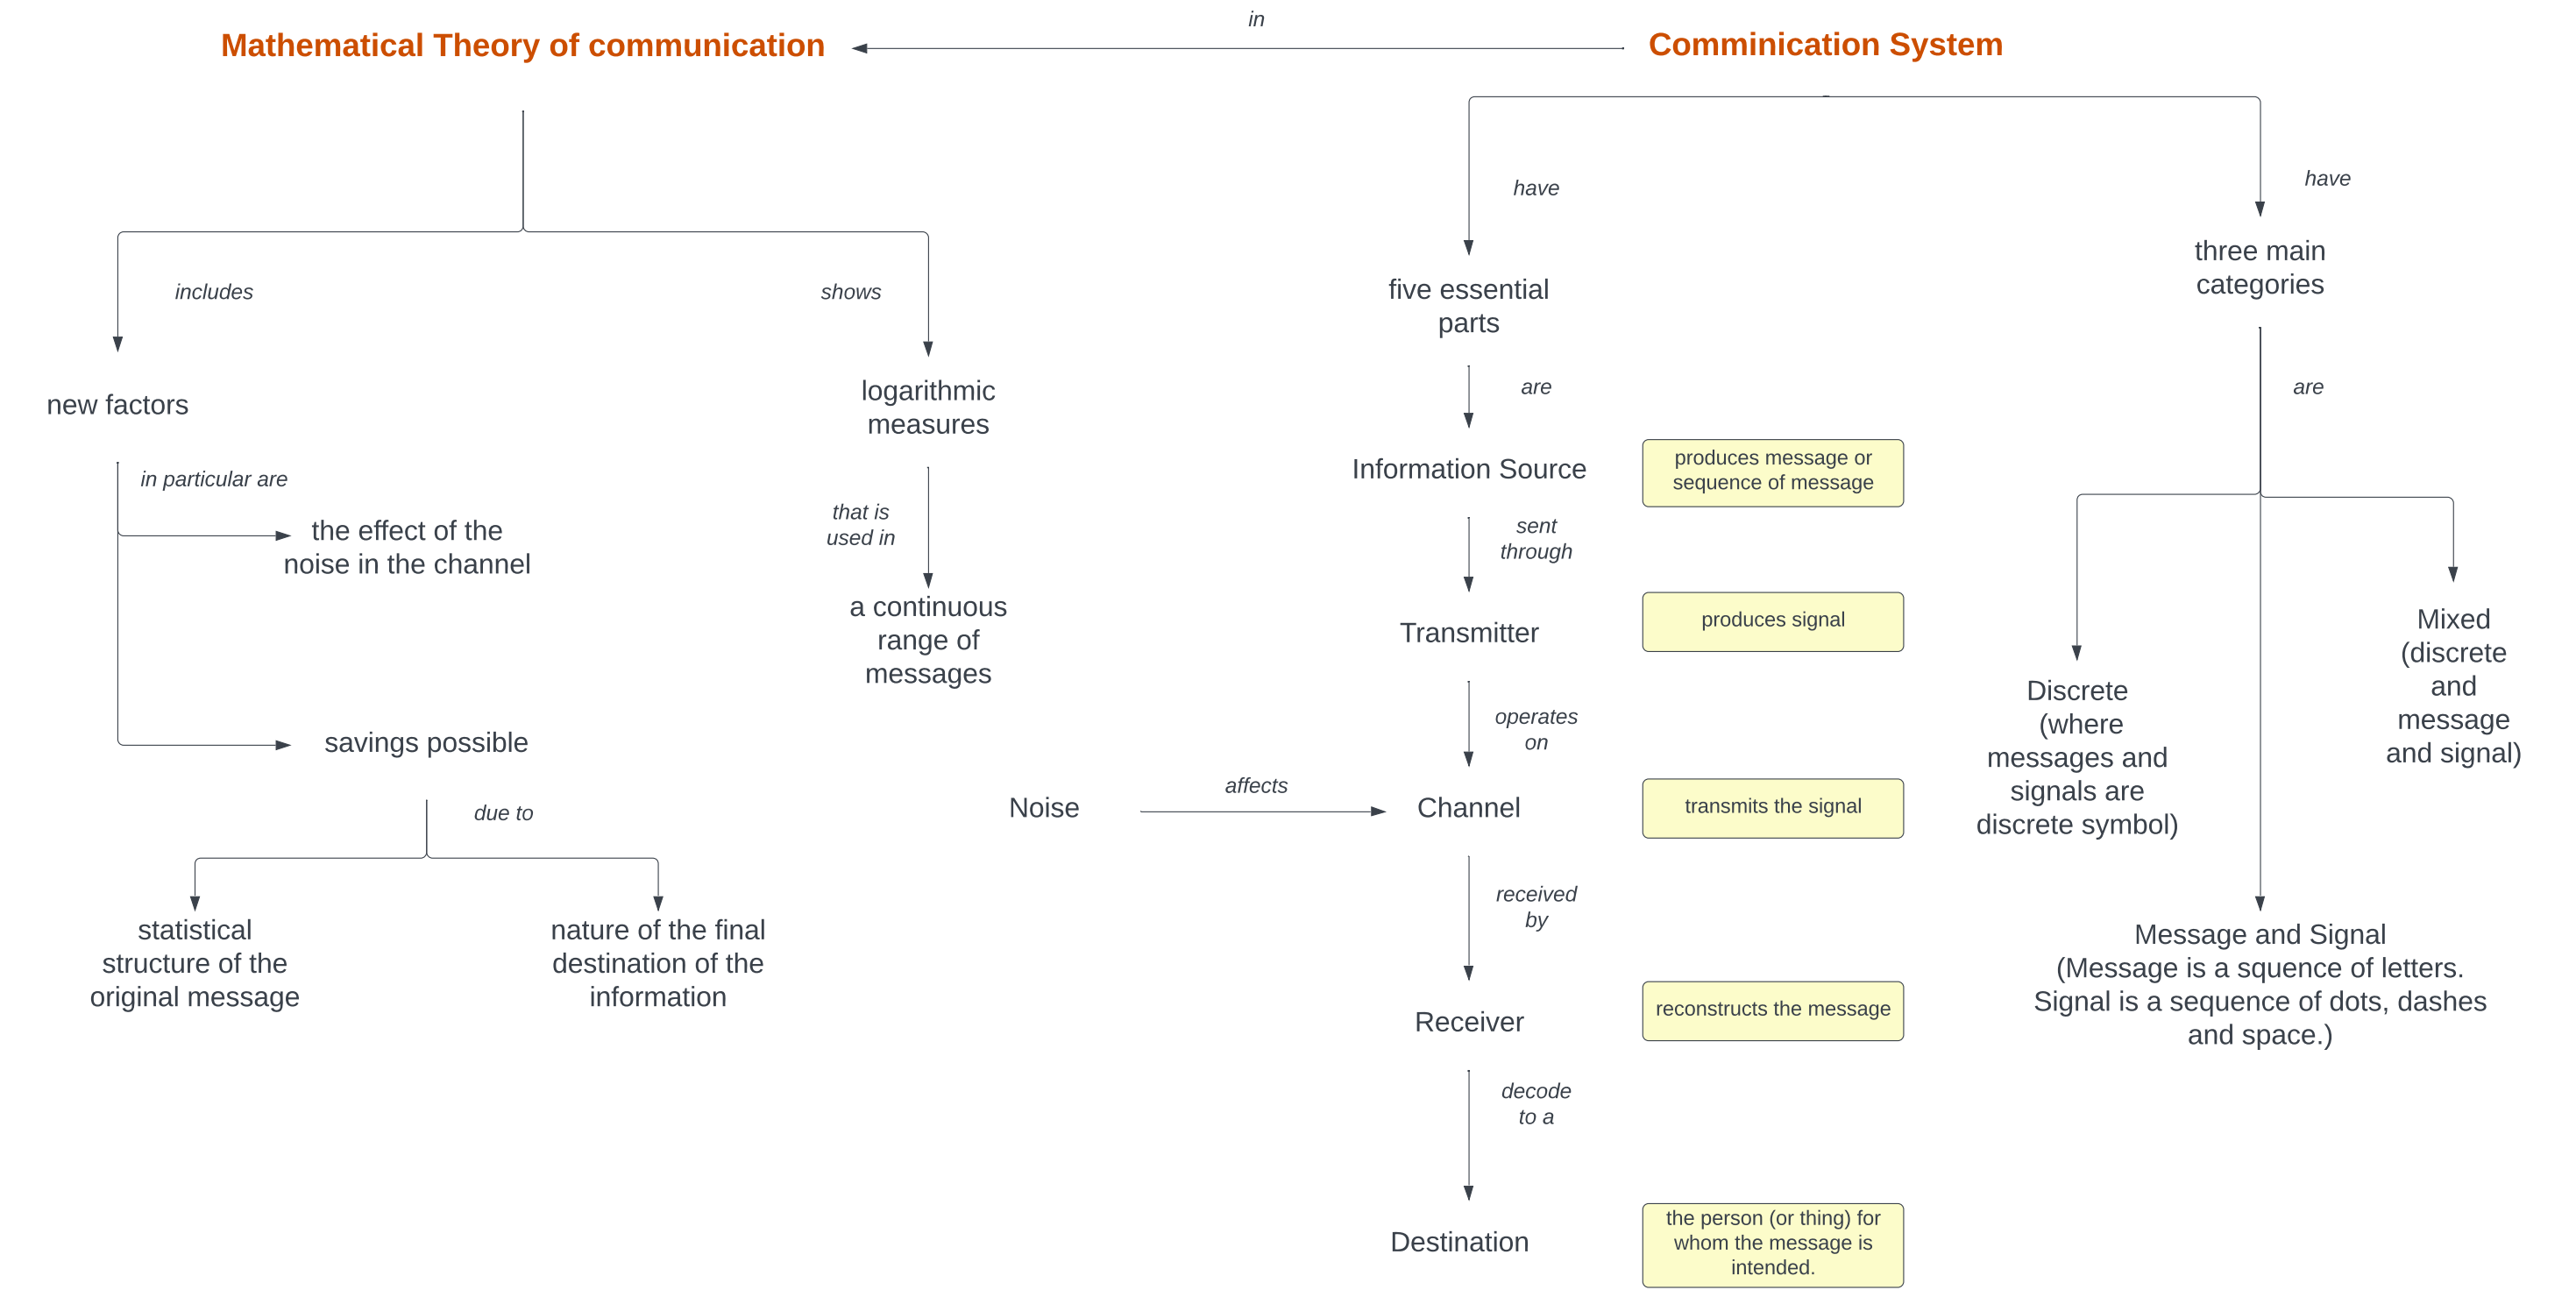 in
Mathematical Theory of communication
Comminication System
have
have
three main
categories
includes
shows
five essential
parts
new factors
logarithmic
measures
are
are
in particular are
Information Source
produces message or
sequence of message
that is
used in
the effect of the
noise in the channel
sent
through
a continuous
range of
messages
Transmitter
produces signal
Mixed
(discrete
and
message
and signal)
Discrete
(where
messages and
signals are
discrete symbol)
savings possible
operates
on
Noise
affects
Channel
transmits the signal
due to
received
by
statistical
structure of the
original message
nature of the final
destination of the
information
Message and Signal
(Message is a squence of letters.
Signal is a sequence of dots, dashes
and space.)
Receiver
reconstructs the message
decode
to a
Destination
the person (or thing) for
whom the message is
intended.